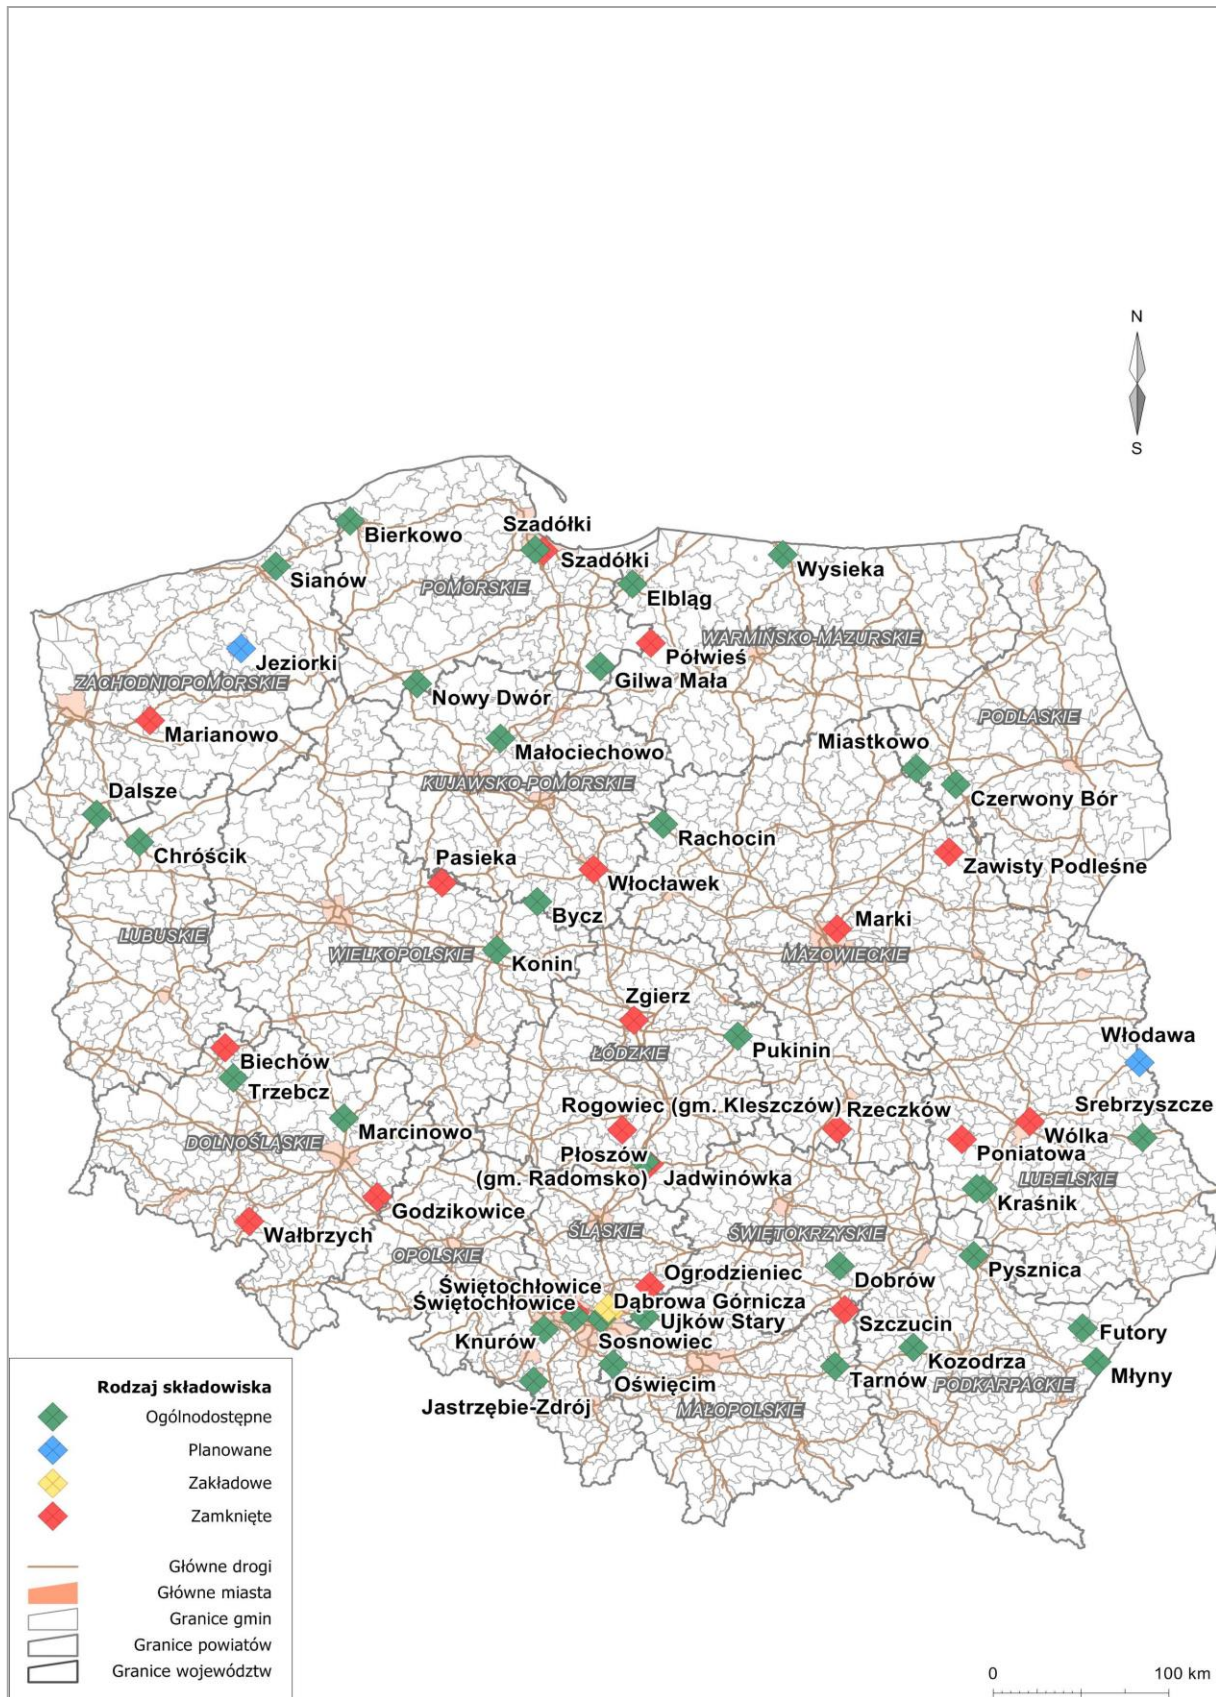 N
S
Szadółki
Bierkowo
Szadółki
Wysieka
Sianów
POMORSKIE
Elbląg
WARMIŃSKO-MAZURSKIE
Półwieś
Jeziorki
Gilwa Mała
ZACHODNIOPOMORSKIE
Nowy Dwór
PODLASKIE
Marianowo
Małociechowo
Miastkowo
KUJAWSKO-POMORSKIE
Dalsze
Czerwony Bór
Rachocin
Chróścik
Pasieka
Zawisty Podleśne
Włocławek
Bycz
Marki
LUBUSKIE
WIELKOPOLSKIE
MAZOWIECKIE
Konin
Zgierz
Włodawa
Pukinin
ŁÓDZKIE
Biechów
Trzebcz
Rogowiec (gm. Kleszczów)
Rzeczków
Srebrzyszcze
Marcinowo
Wólka
DOLNOŚLĄSKIE
Poniatowa
Płoszów
(gm. Radomsko)
Jadwinówka
LUBELSKIE
Kraśnik
Godzikowice
Wałbrzych
ŚLĄSKIE
ŚWIĘTOKRZYSKIE
OPOLSKIE
Pysznica
Ogrodzieniec
Dobrów
Świętochłowice
Świętochłowice
Dąbrowa Górnicza
Ujków Stary
Szczucin
Futory
Knurów
Sosnowiec
Kozodrza
Młyny
Tarnów
Oświęcim
PODKARPACKIE
Jastrzębie-Zdrój
MAŁOPOLSKIE
Rodzaj składowiska
Ogólnodostępne
Planowane
Zakładowe
Zamknięte
Główne drogi
Główne miasta
Granice gmin
Granice powiatów
Granice województw
0 100 km